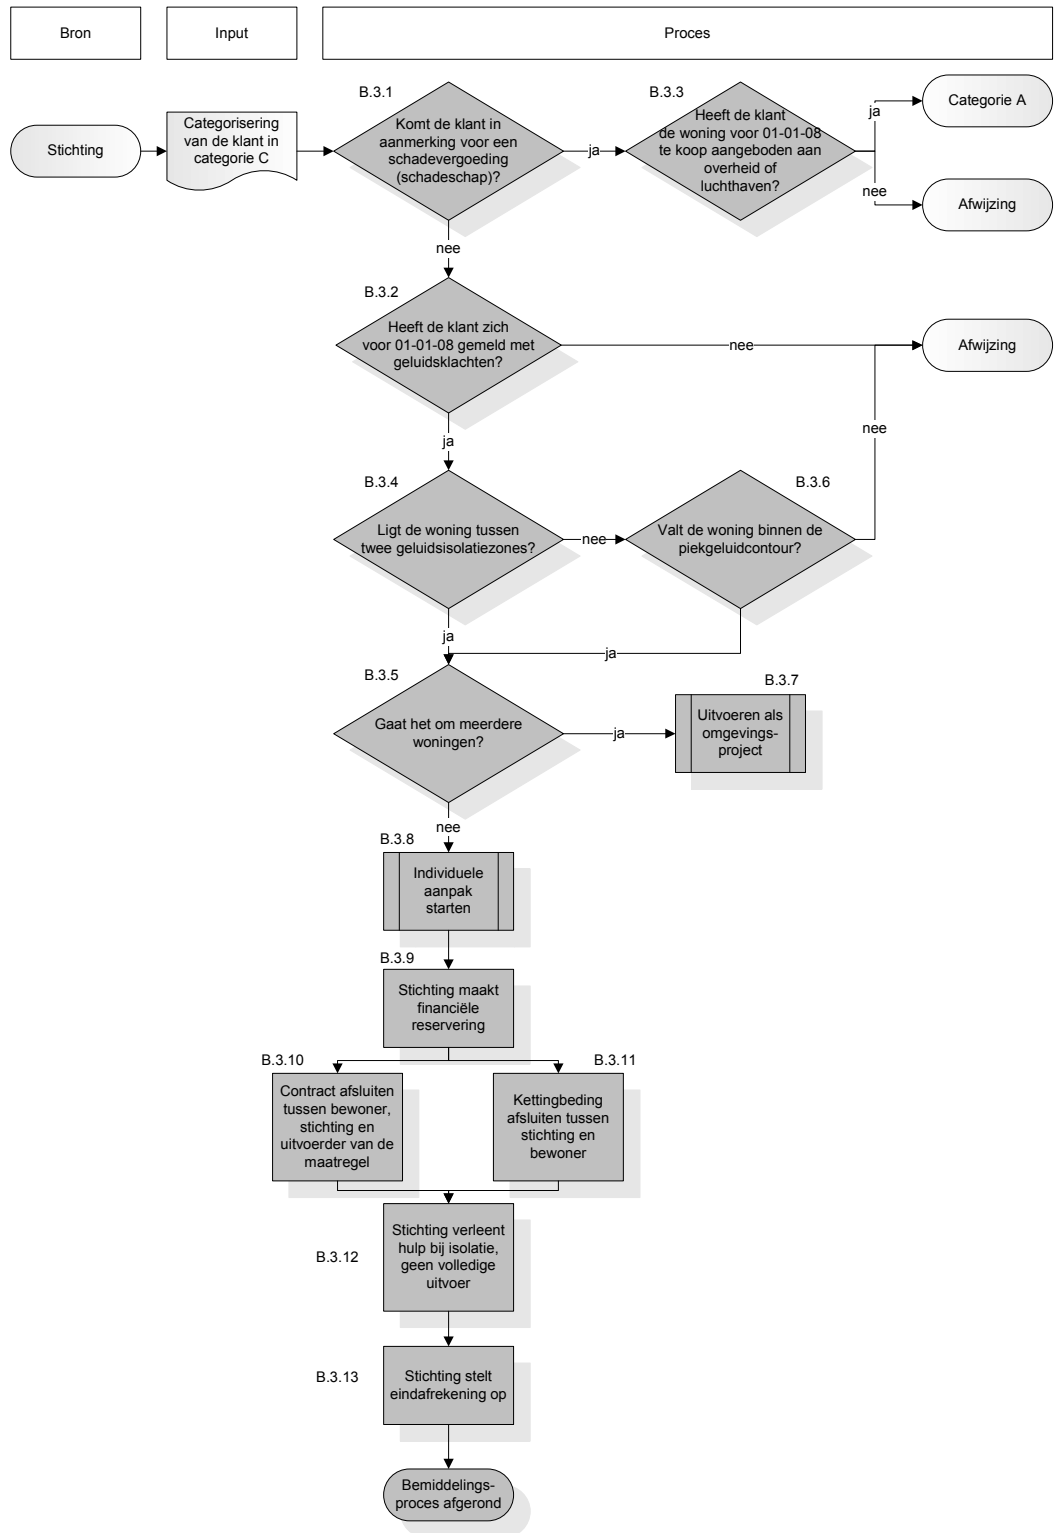 Bron
Input
Proces
Stichting
Categorisering
van de klant in
categorie C
B.3.1
Komt de klant in
aanmerking voor een
schadevergoeding
(schadeschap)?
ja
B.3.3
Heeft de klant
de woning voor 01-01-08
te koop aangeboden aan
overheid of
luchthaven?
ja
Categorie A
nee
Afwijzing
nee
B.3.2
Heeft de klant zich
voor 01-01-08 gemeld met
geluidsklachten?
nee
Afwijzing
ja
nee
B.3.4
Ligt de woning tussen
twee geluidsisolatiezones?
nee
B.3.6
Valt de woning binnen de
piekgeluidcontour?
ja
ja
B.3.5
Gaat het om meerdere
woningen?
ja
B.3.7
Uitvoeren als
omgevings-
project
nee
B.3.8
Individuele
aanpak
starten
B.3.9
Stichting maakt
financiële
reservering
B.3.10
Contract afsluiten
tussen bewoner,
stichting en
uitvoerder van de
maatregel
B.3.11
Kettingbeding
afsluiten tussen
stichting en
bewoner
B.3.12
Stichting verleent
hulp bij isolatie,
geen volledige
uitvoer
B.3.13
Stichting stelt
eindafrekening op
Bemiddelings-
proces afgerond